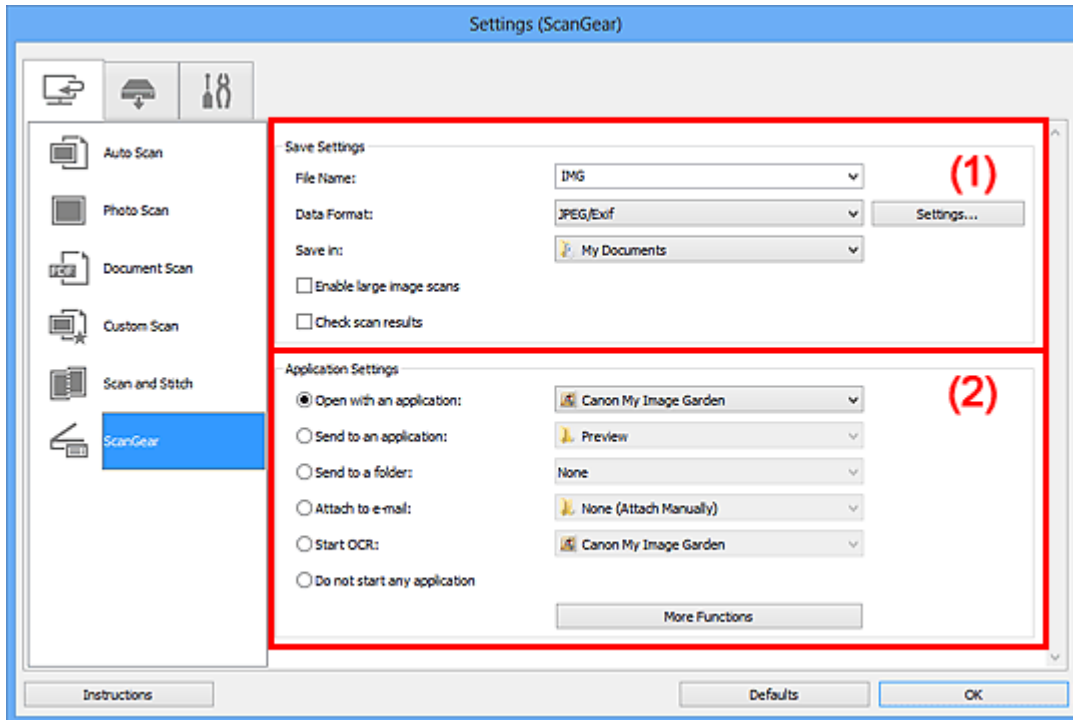 Settings (ScanGear)
Auto Scan
Photo Scan
Document Scan
Custom Scan
Scan and Stitch
ScanGear
Save Settings
(1)
File Name: IMG
Data Format: JPEG/Exif Settings...
Save in: My Documents
Enable large image scans
Check scan results
Application Settings
(2)
Open with an application: Canon My Image Garden
Send to an application: Preview
Send to a folder: None
Attach to e-mail: None (Attach Manually)
Start OCR: Canon My Image Garden
Do not start any application
More Functions
Instructions Defaults OK